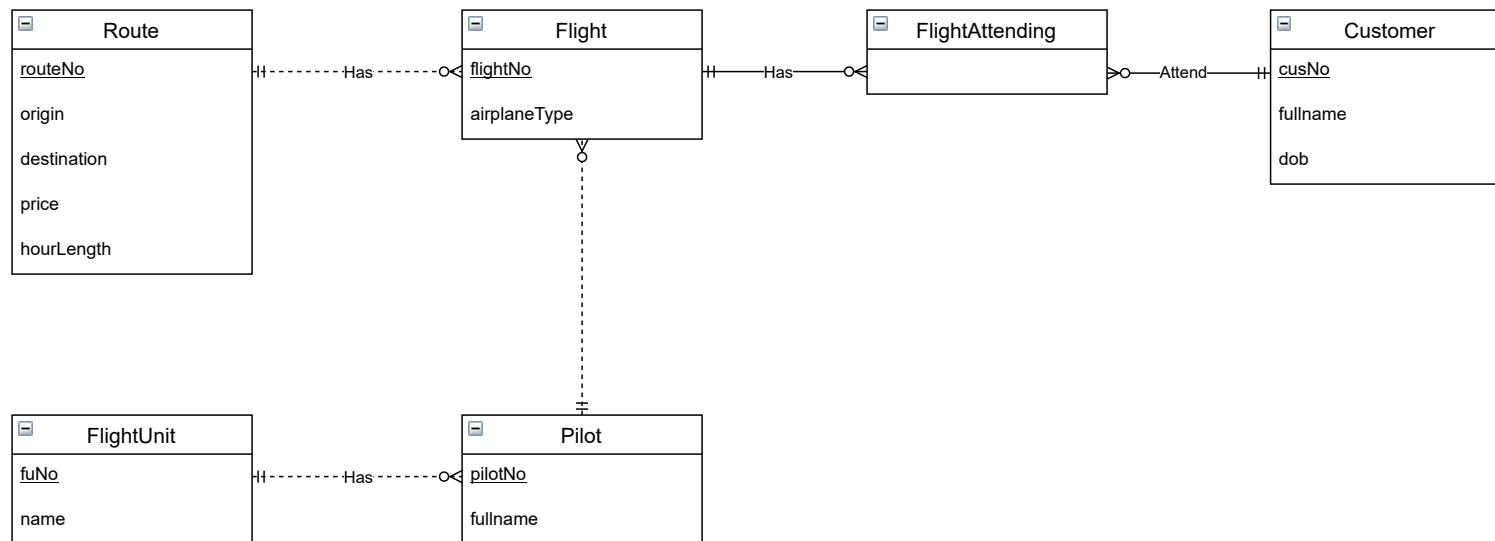 Route
routeNo
origin
destination
price
hourLength
Has
Flight
flightNo
airplaneType
Has
FlightAttending
Attend
Customer
cusNo
fullname
dob
FlightUnit
fuNo
name
Has
Pilot
pilotNo
fullname